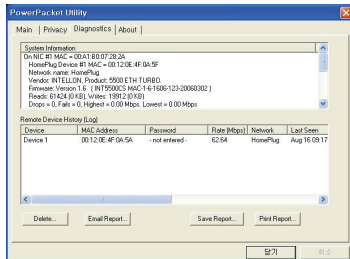 PowerPacket Utility
Main Privacy Diagnostics About
System Information
On NIC #1 MAC = 00:A1:B0:07:28:2A
HomePlug Device #1 MAC = 00:12:0E:4F:0A:5F
Network name: HomePlug
Vendor: INTELLON, Product: 5500 ETH TURBO.
Firmware: Version 1.6 ( INT5500CS MAC-1-6-1606-123-20060302 )
Reads: 61424 (0 KB), Writes: 19912 (0 KB)
Drops = 0, Fails = 0, Highest = 0.00 Mbps. Lowest = 0.00 Mbps
Remote Device History (Log)
Device MAC Address Password Rate (Mbps) Network Last Seen
Device 1 00:12:0E:4F:0A:5A - not entered - 62.64 HomePlug Aug 16 09:17
Delete... Email Report... Save Report... Print Report...
닫기 취소